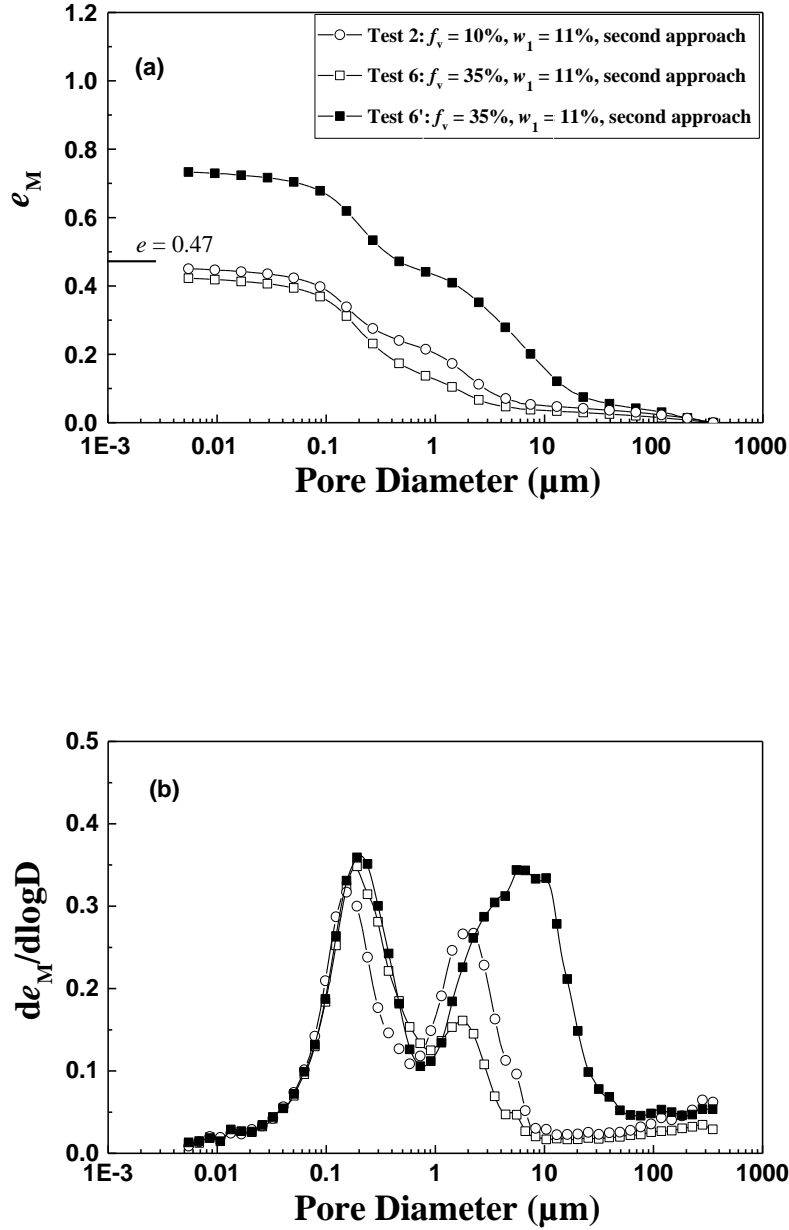 1.2
(a)
Test 2: fv = 10%, w1 = 11%, second approach
Test 6: fv = 35%, w1 = 11%, second approach
Test 6': fv = 35%, w1 = 11%, second approach
1.0
0.8
0.6
eM
e = 0.47
0.4
0.2
0.0
1E-3 0.01 0.1 1 10 100 1000
Pore Diameter (µm)
0.5
(b)
0.4
0.3
deM/dlogD
0.2
0.1
0.0
1E-3 0.01 0.1 1 10 100 1000
Pore Diameter (µm)